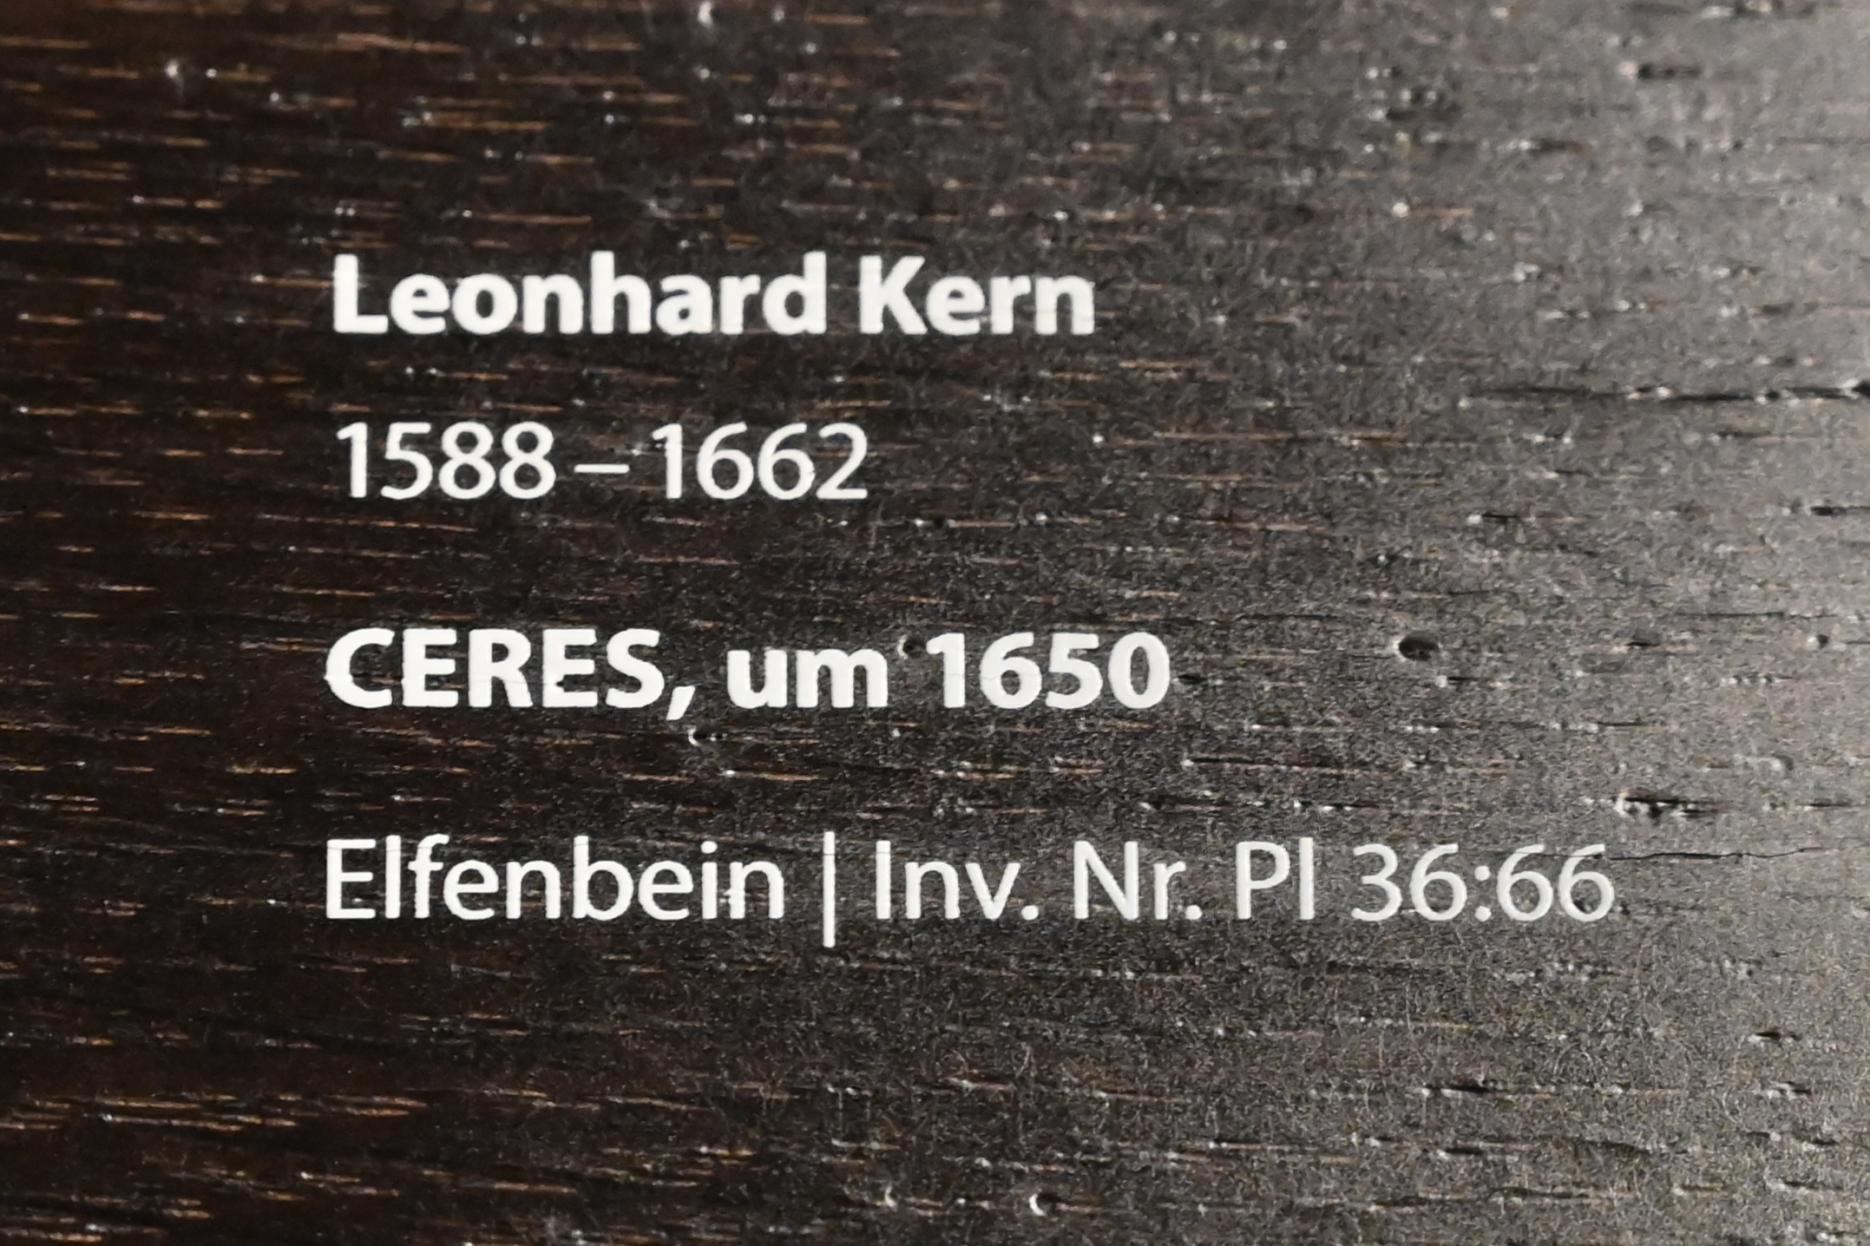 Leonhard Kern
1588 – 1662
CERES, um 1650
Elfenbein | Inv. Nr. Pl 36:66